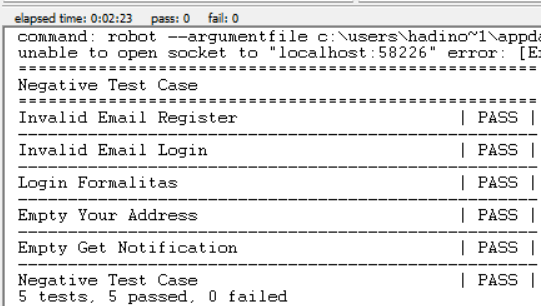 elapsed time: 0:02:23 pass: 0 fail: 0
command: robot --argumentfile c:\users\hadino~1\appda
unable to open socket to "localhost:58226" error: [E
==============================================
Negative Test Case
==============================================
Invalid Email Register | PASS |
----------------------------------------------
Invalid Email Login | PASS |
----------------------------------------------
Login Formalitas | PASS |
----------------------------------------------
Empty Your Address | PASS |
----------------------------------------------
Empty Get Notification | PASS |
----------------------------------------------
Negative Test Case | PASS |
5 tests, 5 passed, 0 failed